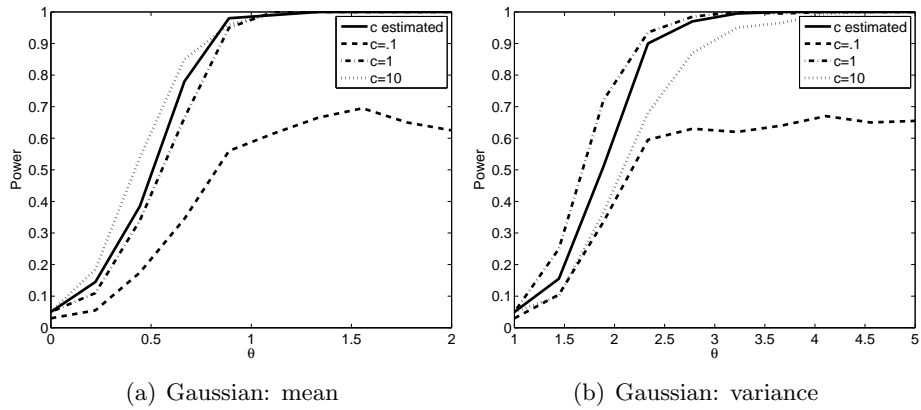 1
0.9
0.8
0.7
0.6
0.5
0.4
0.3
0.2
0.1
0
Power
0 0.5 1 1.5 2
θ
c estimated
c=.1
c=1
c=10
(a) Gaussian: mean
1
0.9
0.8
0.7
0.6
0.5
0.4
0.3
0.2
0.1
0
Power
1 1.5 2 2.5 3 3.5 4 4.5 5
θ
c estimated
c=.1
c=1
c=10
(b) Gaussian: variance